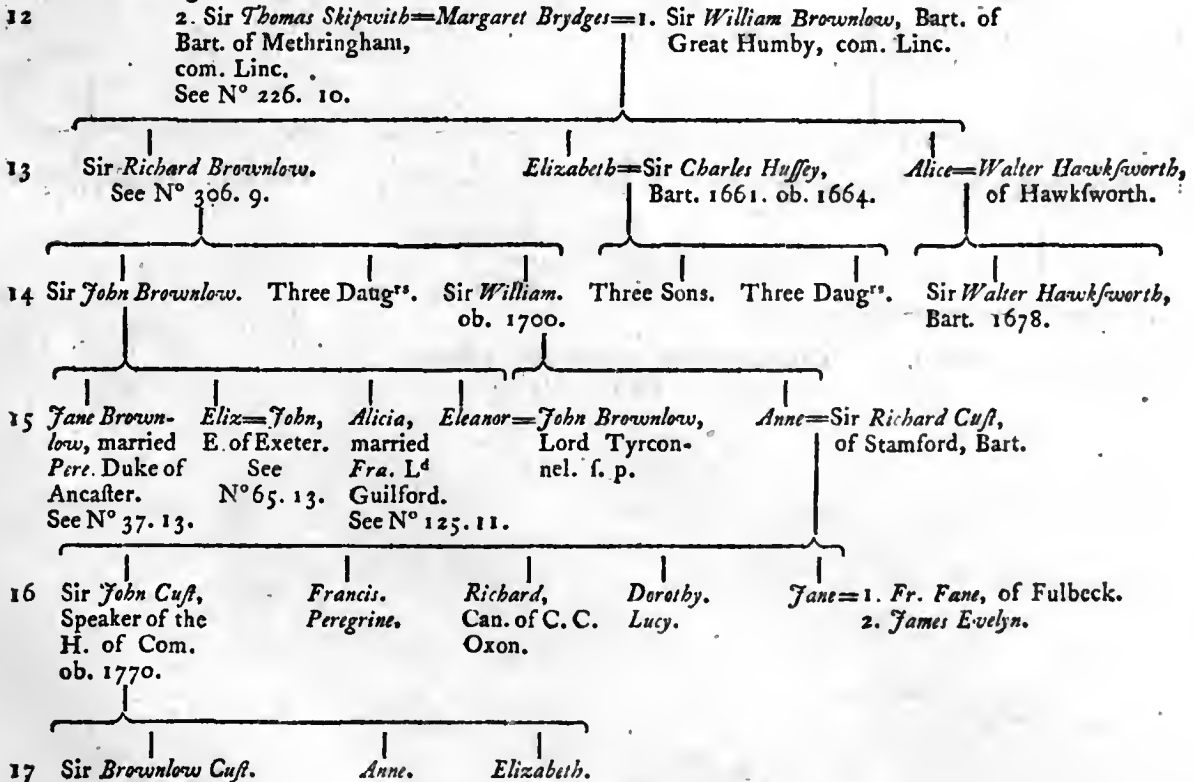 12 2. Sir Thomas Skipwith=Margaret Brydges=1. Sir William Brownlow, Bart. of
Bart. of Methringham, Great Humby, com. Linc.
com. Linc.
See N° 226. 10.
13 Sir Richard Brownlow. Elizabeth=Sir Charles Huſſey, Alice=Walter Hawkſworth,
See N° 306. 9. Bart. 1661. ob. 1664. of Hawkſworth.
14 Sir John Brownlow. Three Daugrs. Sir William. Three Sons. Three Daugrs. Sir Walter Hawkſworth,
ob. 1700. Bart. 1678.
15 Jane Brown- Eliz=John, Alicia, Eleanor=John Brownlow, Anne=Sir Richard Cuſt,
low, married E. of Exeter. married Lord Tyrcon- of Stamford, Bart.
Pere. Duke of See Fra. Ld nel. ſ. p.
Ancaſter. N° 65. 13. Guilford.
See N° 37. 13. See N° 125. 11.
16 Sir John Cuſt, Francis. Richard, Dorothy. Jane=1. Fr. Fane, of Fulbeck.
Speaker of the Peregrine. Can. of C. C. Lucy. 2. James Evelyn.
H. of Com. Oxon.
ob. 1770.
17 Sir Brownlow Cuſt. Anne. Elizabeth.